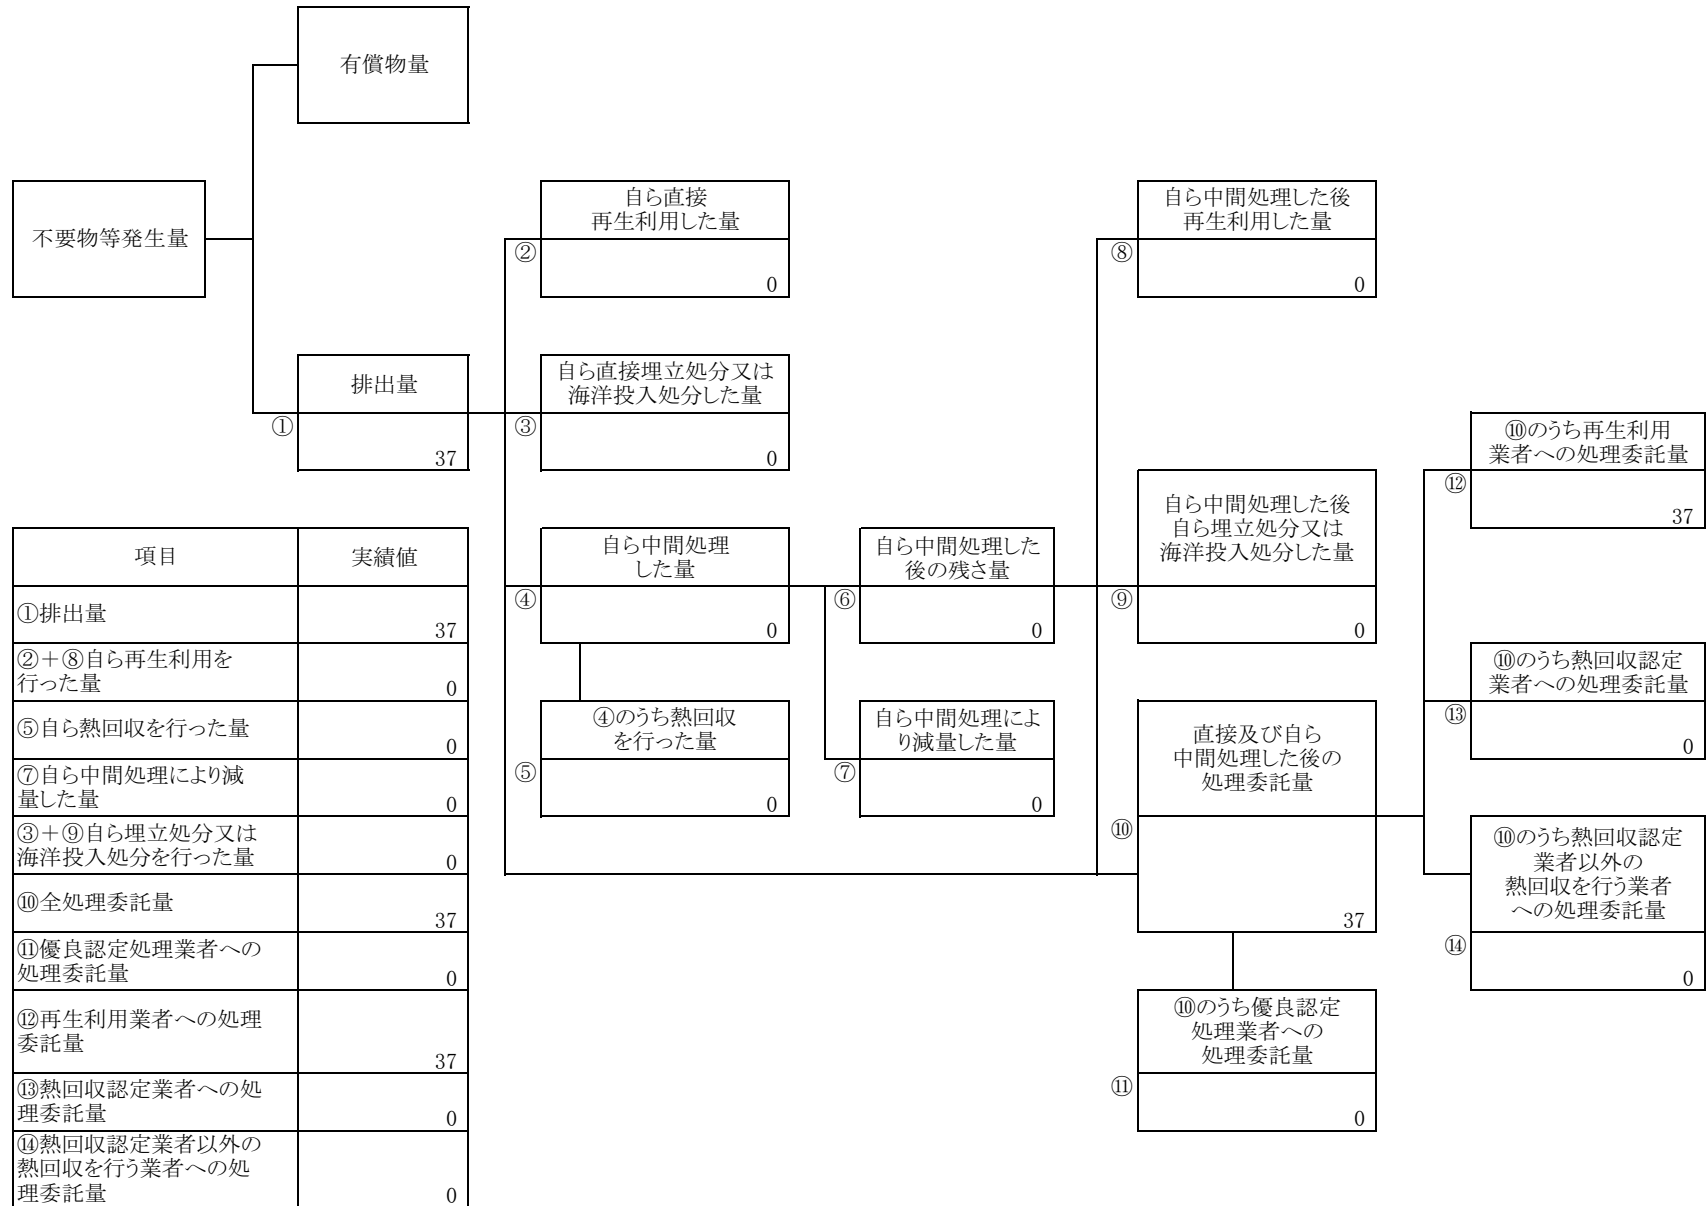 有償物量
不要物等発生量
自ら直接
再生利用した量
②
0
自ら中間処理した後
再生利用した量
⑧
0
排出量
①
37
自ら直接埋立処分又は
海洋投入処分した量
③
0
⑩のうち再生利用
業者への処理委託量
⑫
37
自ら中間処理
した量
④
0
自ら中間処理した
後の残さ量
⑥
0
自ら中間処理した後
自ら埋立処分又は
海洋投入処分した量
⑨
0
⑩のうち熱回収認定
業者への処理委託量
⑬
0
④のうち熱回収
を行った量
⑤
0
自ら中間処理によ
り減量した量
⑦
0
直接及び自ら
中間処理した後の
処理委託量
⑩
37
⑩のうち熱回収認定
業者以外の
熱回収を行う業者
への処理委託量
⑭
0
⑩のうち優良認定
処理業者への
処理委託量
⑪
0
項目 実績値
①排出量
37
②+⑧自ら再生利用を
行った量 0
⑤自ら熱回収を行った量
0
⑦自ら中間処理により減
量した量 0
③+⑨自ら埋立処分又は
海洋投入処分を行った量 0
⑩全処理委託量
37
⑪優良認定処理業者への
処理委託量 0
⑫再生利用業者への処理
委託量
37
⑬熱回収認定業者への処
理委託量 0
⑭熱回収認定業者以外の
熱回収を行う業者への処
理委託量 0